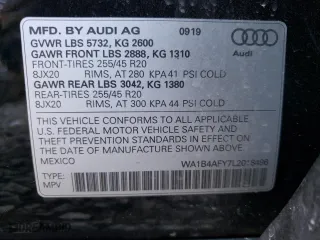 MFD. BY AUDI AG 09/19
GVWR LBS 5732, KG 2600
GAWR FRONT LBS 2888, KG 1310
FRONT-TIRES 255/45 R20
8JX20 RIMS, AT 280 KPA 41 PSI COLD
GAWR REAR LBS 3042, KG 1380
REAR-TIRES 255/45 R20
8JX20 RIMS, AT 300 KPA 44 PSI COLD
THIS VEHICLE CONFORMS TO ALL APPLICABLE
U.S. FEDERAL MOTOR VEHICLE SAFETY AND
THEFT PREVENTION STANDARDS IN EFFECT ON
THE DATE OF MANUFACTURE SHOWN ABOVE.
MEXICO
TYPE:
MPV
Audi